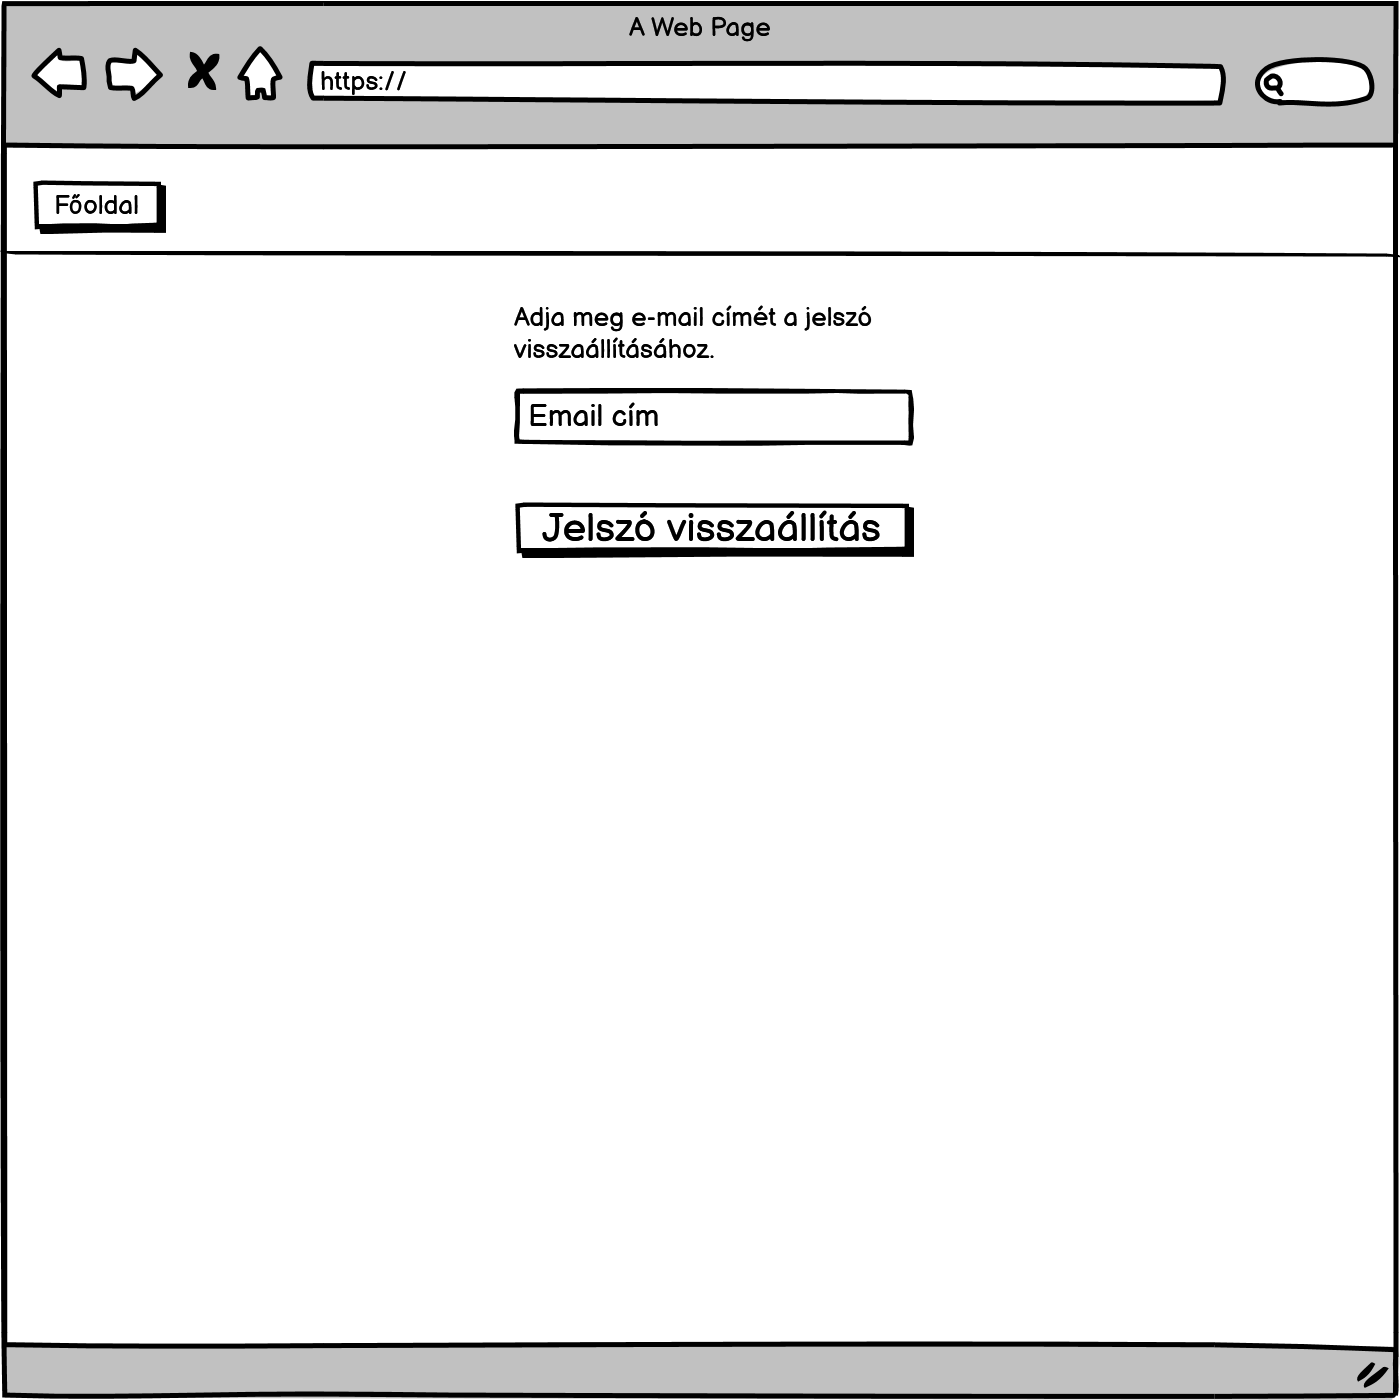 A Web Page
https://
Főoldal
Adja meg e-mail címét a jelszó
visszaállításához.
Email cím
Jelszó visszaállítás